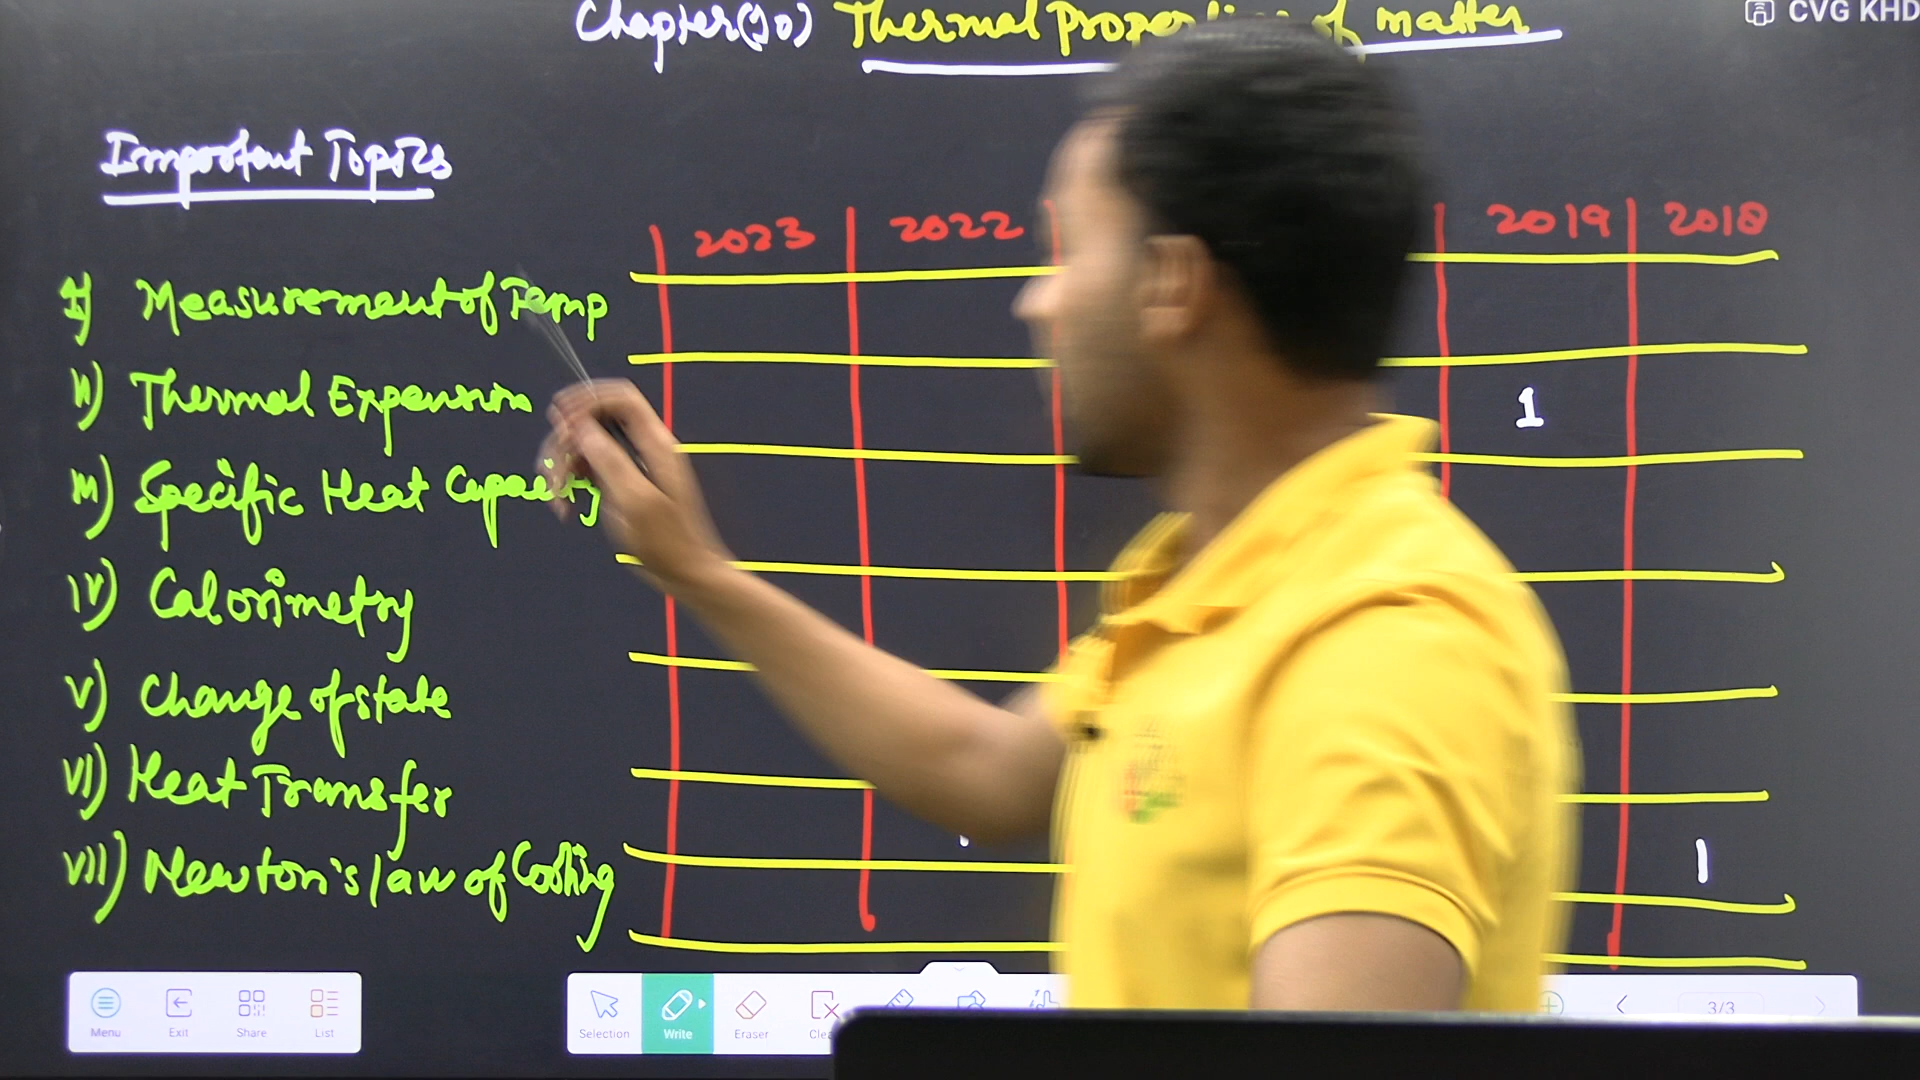 Chapter(10) Thermal Properties of matter
CVG KHD
Important Topics
2023 2022 2019 2018
I) Measurement of Temp
II) Thermal Expansion 1
III) Specific Heat Capacity
IV) Calorimetry
V) Change of state
VI) Heat Transfer
VII) Newton's law of Cooling 1
Menu Exit Share List
Selection Write Eraser
3/3